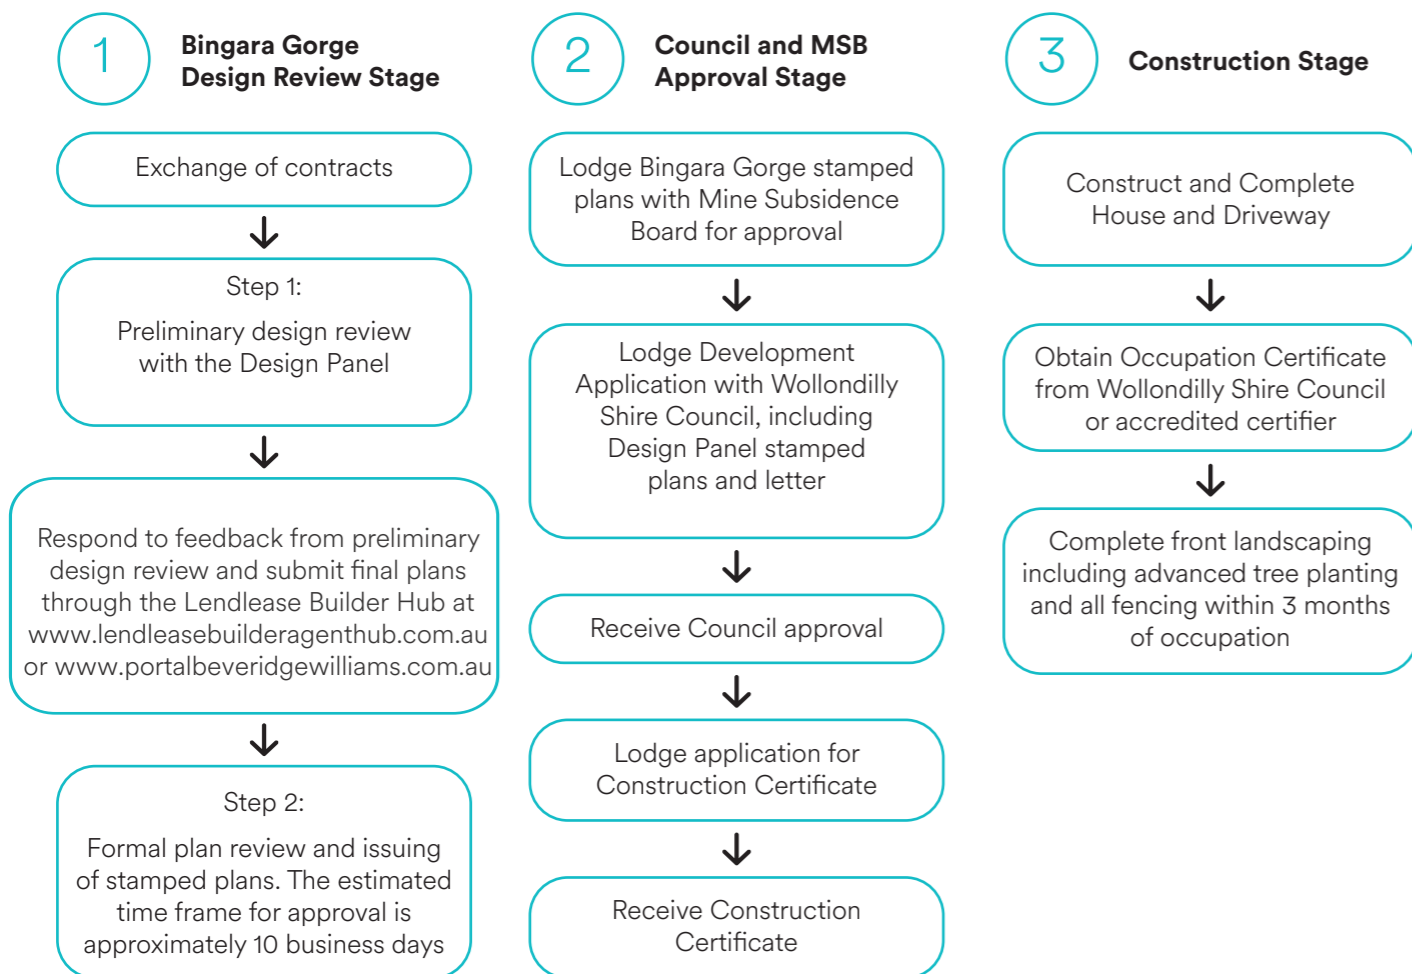 1
Bingara Gorge
Design Review Stage
Exchange of contracts
Step 1:
Preliminary design review
with the Design Panel
Respond to feedback from preliminary
design review and submit final plans
through the Lendlease Builder Hub at
www.lendleasebuilderagenthub.com.au
or www.portalbeveridgewilliams.com.au
Step 2:
Formal plan review and issuing
of stamped plans. The estimated
time frame for approval is
approximately 10 business days
2
Council and MSB
Approval Stage
Lodge Bingara Gorge stamped
plans with Mine Subsidence
Board for approval
Lodge Development
Application with Wollondilly
Shire Council, including
Design Panel stamped
plans and letter
Receive Council approval
Lodge application for
Construction Certificate
Receive Construction
Certificate
3
Construction Stage
Construct and Complete
House and Driveway
Obtain Occupation Certificate
from Wollondilly Shire Council
or accredited certifier
Complete front landscaping
including advanced tree planting
and all fencing within 3 months
of occupation